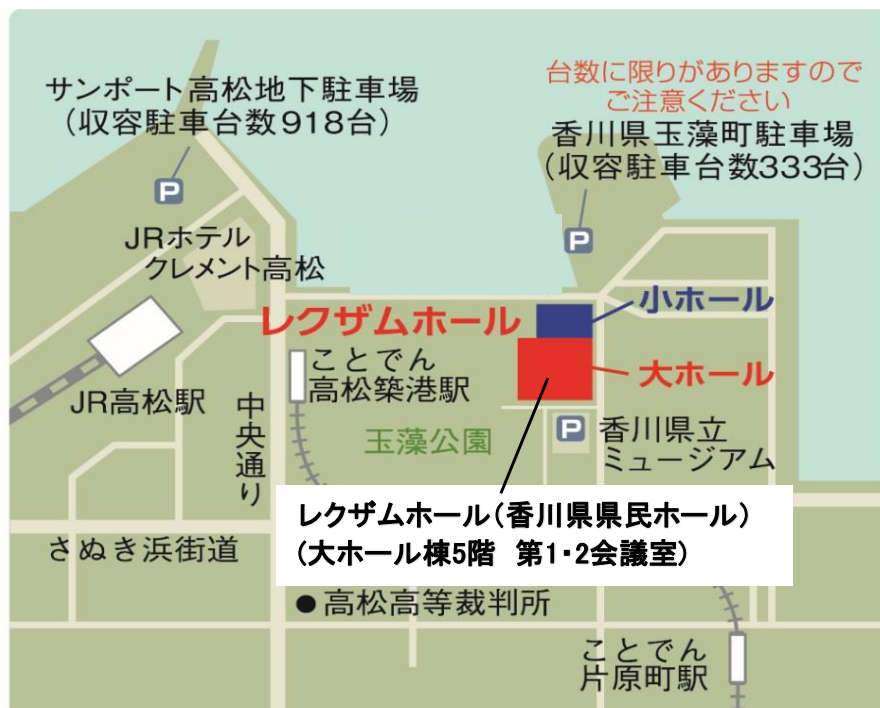 サンポート高松地下駐車場
（収容駐車台数918台）
P
台数に限りがありますので
ご注意ください
香川県玉藻町駐車場
（収容駐車台数333台）
P
JRホテル
クレメント高松
レクザムホール
小ホール
大ホール
ことでん
高松築港駅
JR高松駅
中央通り
玉藻公園
P
香川県立
ミュージアム
レクザムホール（香川県県民ホール）
（大ホール棟5階　第1・2会議室）
さぬき浜街道
●高松高等裁判所
ことでん
片原町駅